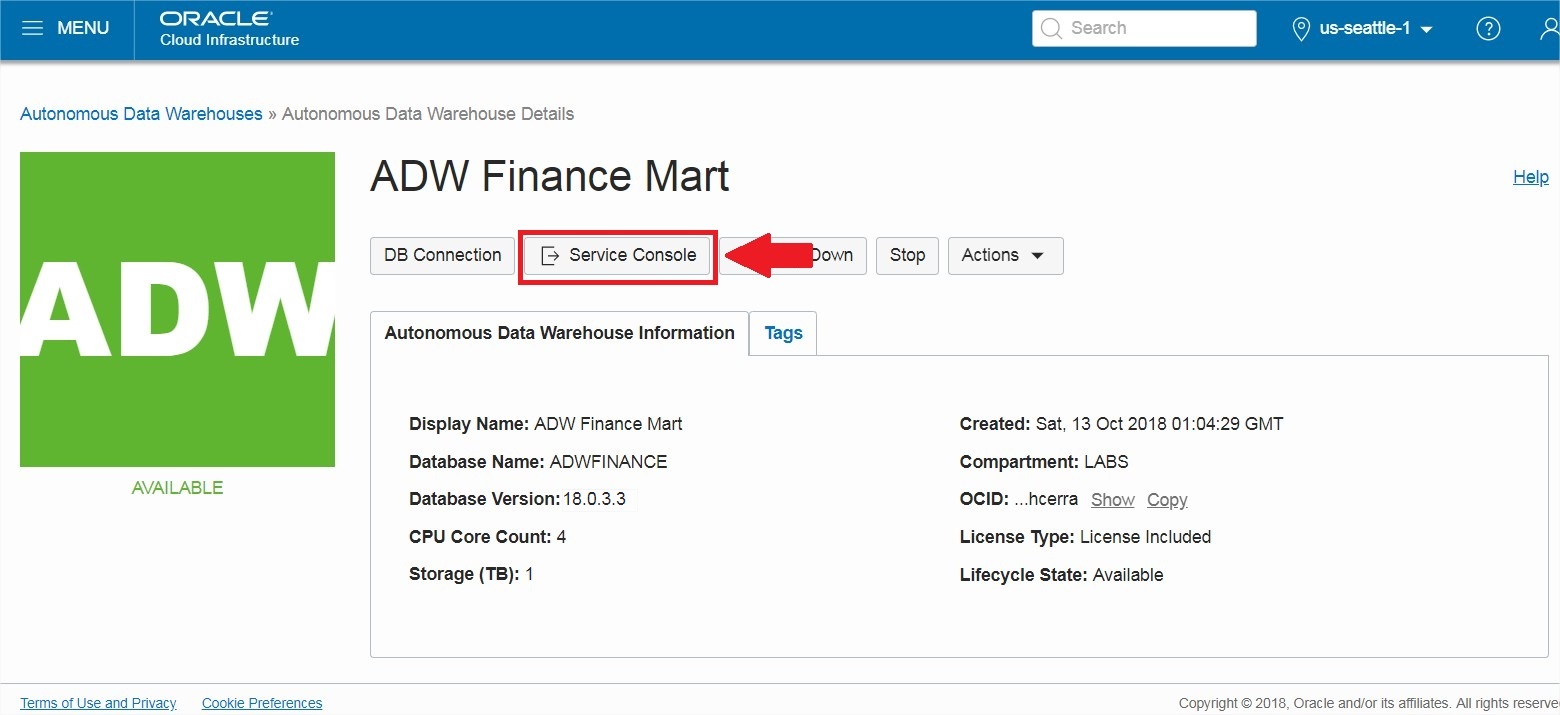 MENU
ORACLE
Cloud Infrastructure
Search
us-seattle-1
?
Autonomous Data Warehouses » Autonomous Data Warehouse Details
ADW
AVAILABLE
ADW Finance Mart
Help
DB Connection
Service Console
Down
Stop
Actions
Autonomous Data Warehouse Information
Tags
Display Name: ADW Finance Mart
Database Name: ADWFINANCE
Database Version: 18.0.3.3
CPU Core Count: 4
Storage (TB): 1
Created: Sat, 13 Oct 2018 01:04:29 GMT
Compartment: LABS
OCID: ...hcerra Show Copy
License Type: License Included
Lifecycle State: Available
Terms of Use and Privacy
Cookie Preferences
Copyright © 2018, Oracle and/or its affiliates. All rights reserve